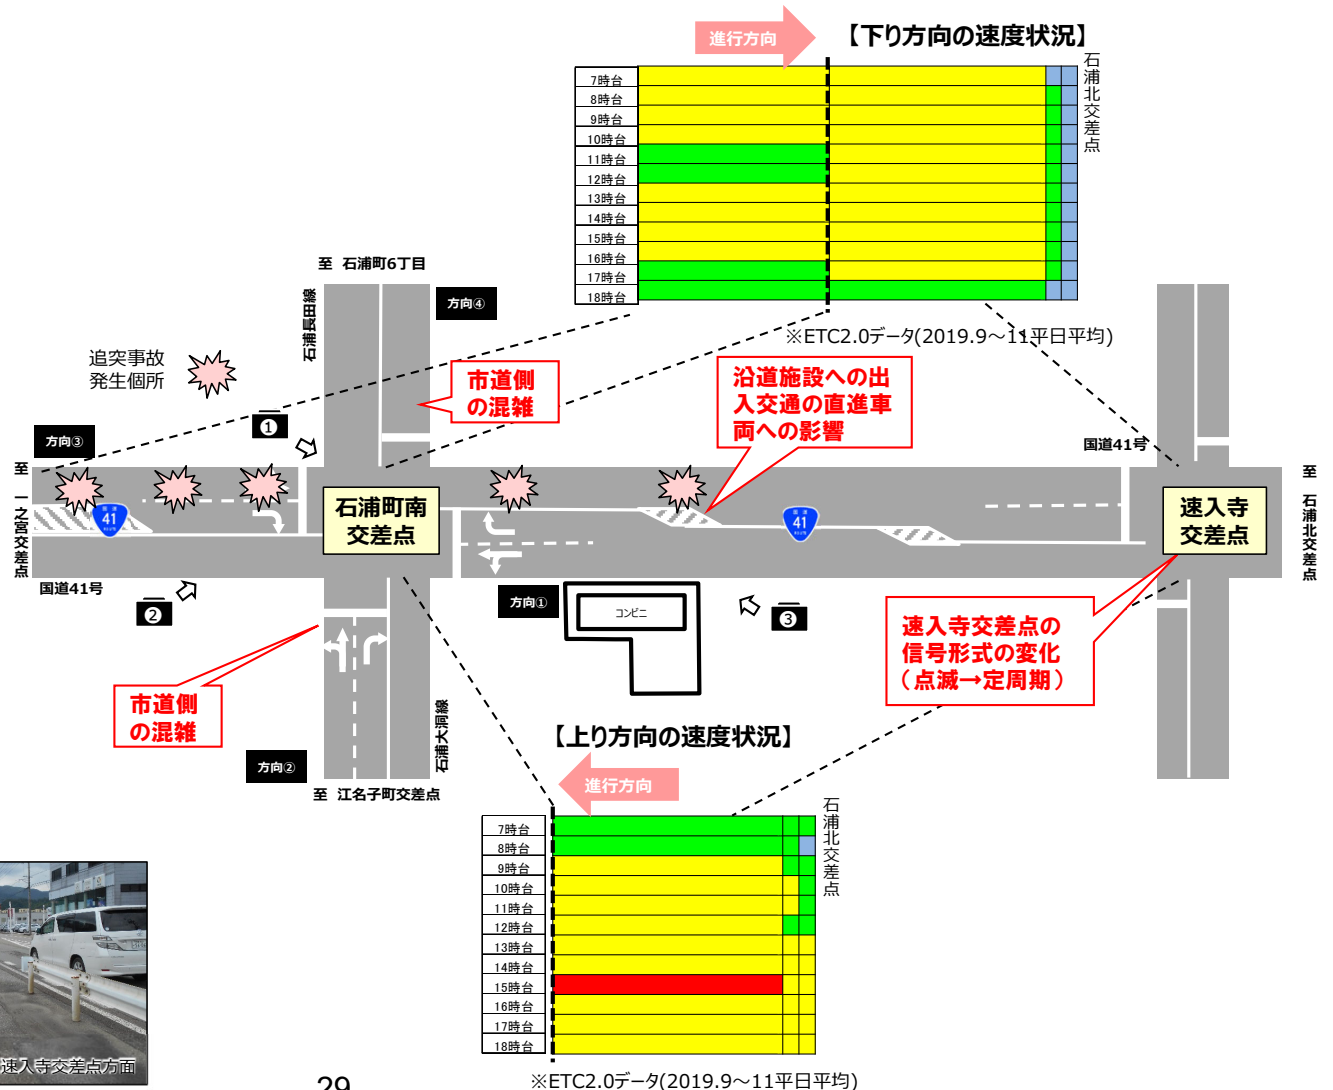 進行方向
【下り方向の速度状況】
石浦北交差点
7時台
8時台
9時台
10時台
11時台
12時台
13時台
14時台
15時台
16時台
17時台
18時台
※ETC2.0データ(2019.9～11平日平均)
至 石浦町6丁目
石浦長田線
方向④
追突事故
発生個所
市道側
の混雑
沿道施設への出
入交通の直進車
両への影響
❶
方向③
国道41号
至 一之宮交差点
41
石浦町南
交差点
41
速入寺
交差点
至 石浦北交差点
国道41号
❷
方向①
コンビニ
❸
速入寺交差点の
信号形式の変化
（点滅→定周期）
市道側
の混雑
石浦大洞線
方向②
至 江名子町交差点
【上り方向の速度状況】
進行方向
石浦北交差点
7時台
8時台
9時台
10時台
11時台
12時台
13時台
14時台
15時台
16時台
17時台
18時台
速入寺交差点方面
29
※ETC2.0データ(2019.9～11平日平均)